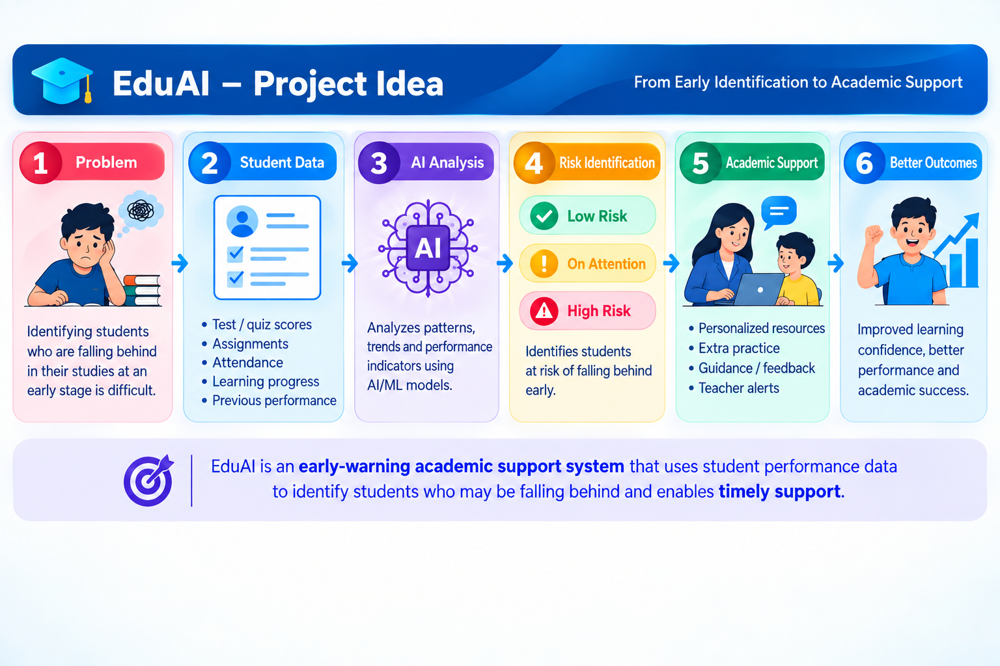 EduAI – Project Idea
From Early Identification to Academic Support
1 Problem
Identifying students
who are falling behind
in their studies at an
early stage is difficult.
2 Student Data
• Test / quiz scores
• Assignments
• Attendance
• Learning progress
• Previous performance
3 AI Analysis
AI
Analyzes patterns,
trends and performance
indicators using
AI/ML models.
4 Risk Identification
Low Risk
On Attention
High Risk
Identifies students
at risk of falling behind
early.
5 Academic Support
• Personalized resources
• Extra practice
• Guidance / feedback
• Teacher alerts
6 Better Outcomes
Improved learning
confidence, better
performance and
academic success.
EduAI is an early-warning academic support system that uses student performance data
to identify students who may be falling behind and enables timely support.